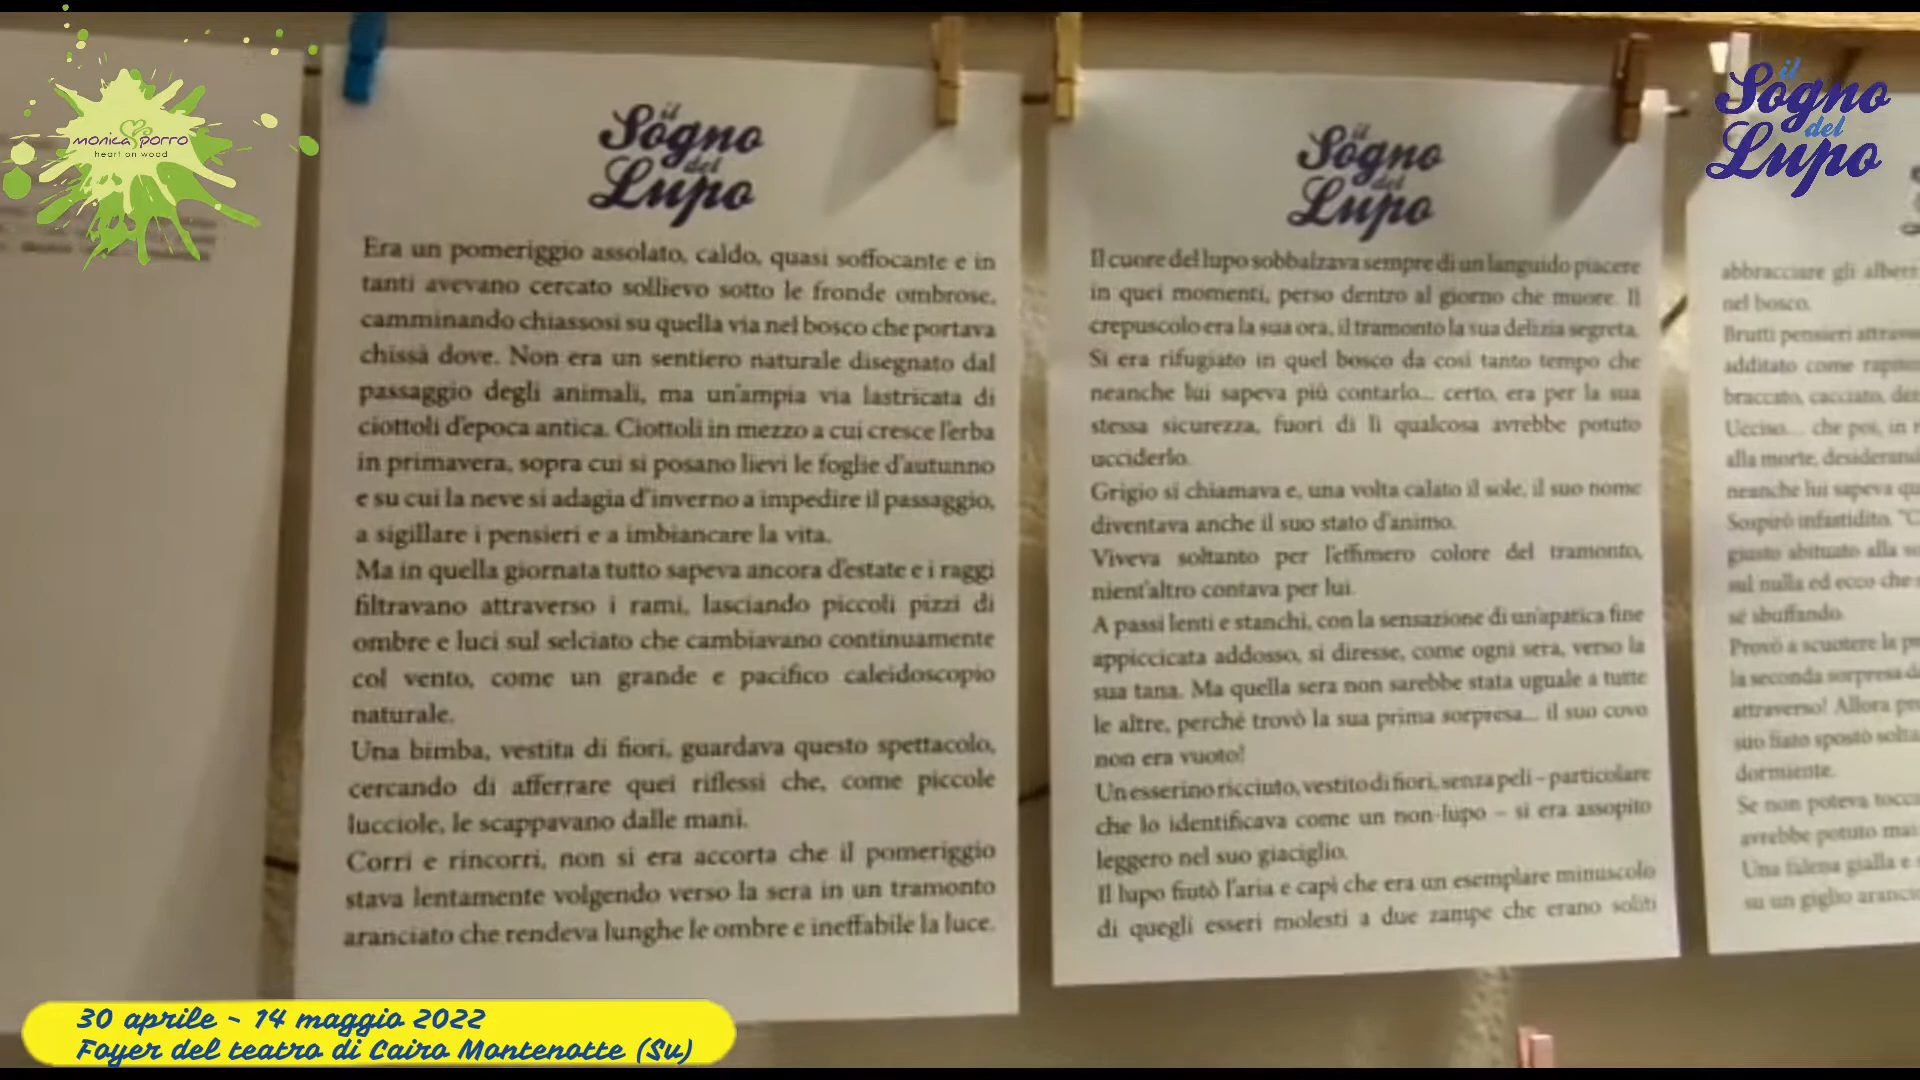 monica porro
heart on wood
il
Sogno
del
Lupo
Era un pomeriggio assolato, caldo, quasi soffocante e in
tanti avevano cercato sollievo sotto le fronde ombrose,
camminando chiassosi su quella via nel bosco che portava
chissà dove. Non era un sentiero naturale disegnato dal
passaggio degli animali, ma un'ampia via lastricata di
ciottoli d'epoca antica. Ciottoli in mezzo a cui cresce l'erba
in primavera, sopra cui si posano lievi le foglie d'autunno
e su cui la neve si adagia d'inverno a impedire il passaggio,
a sigillare i pensieri e a imbiancare la vita.
Ma in quella giornata tutto sapeva ancora d'estate e i raggi
filtravano attraverso i rami, lasciando piccoli pizzi di
ombre e luci sul selciato che cambiavano continuamente
col vento, come un grande e pacifico caleidoscopio
naturale.
Una bimba, vestita di fiori, guardava questo spettacolo,
cercando di afferrare quei riflessi che, come piccole
lucciole, le scappavano dalle mani.
Corri e rincorri, non si era accorta che il pomeriggio
stava lentamente volgendo verso la sera in un tramonto
aranciato che rendeva lunghe le ombre e ineffabile la luce.
il
Sogno
del
Lupo
Il cuore del lupo sobbalzava sempre di un languido piacere
in quei momenti, perso dentro al giorno che muore. Il
crepuscolo era la sua ora, il tramonto la sua delizia segreta.
Si era rifugiato in quel bosco da così tanto tempo che
neanche lui sapeva più contarlo... certo, era per la sua
stessa sicurezza, fuori di lì qualcosa avrebbe potuto
ucciderlo.
Grigio si chiamava e, una volta calato il sole, il suo nome
diventava anche il suo stato d'animo.
Viveva soltanto per l'effimero colore del tramonto,
nient'altro contava per lui.
A passi lenti e stanchi, con la sensazione di un'apatica fine
appiccicata addosso, si diresse, come ogni sera, verso la
sua tana. Ma quella sera non sarebbe stata uguale a tutte
le altre, perché trovò la sua prima sorpresa... il suo covo
non era vuoto!
Un esserino ricciuto, vestito di fiori, senza peli – particolare
che lo identificava come un non-lupo – si era assopito
leggero nel suo giaciglio.
Il lupo fiutò l'aria e capì che era un esemplare minuscolo
di quegli esseri molesti a due zampe che erano soliti
il
Sogno
del
Lupo
abbracciare gli alberi
nel bosco.
Brutti pensieri
additato come
braccato, cacciato,
Ucciso... che poi, in
alla morte,
neanche lui sapeva
Sospirò infastidito.
giusto abituato alla
sul nulla ed ecco che
sé sbuffando.
Provò a scuotere la
la seconda sorpresa
attraverso! Allora
suo fiato spostò
dormiente.
Se non poteva
avrebbe potuto mai
Una falena gialla e
su un giglio
30 aprile - 14 maggio 2022
Foyer del teatro di Cairo Montenotte (Sv)